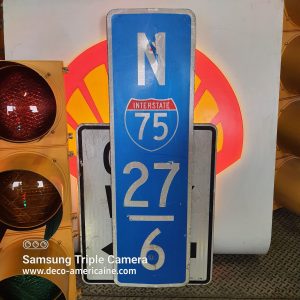 N
INTERSTATE
75
27
6
Samsung Triple Camera
www.deco-americaine.com